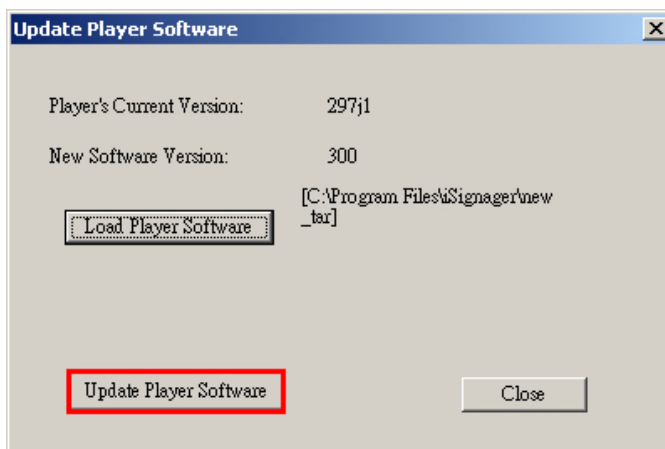 Update Player Software
Player's Current Version: 297j1
New Software Version: 300
Load Player Software [C:\Program Files\iSignager\new
_tar]
Update Player Software Close